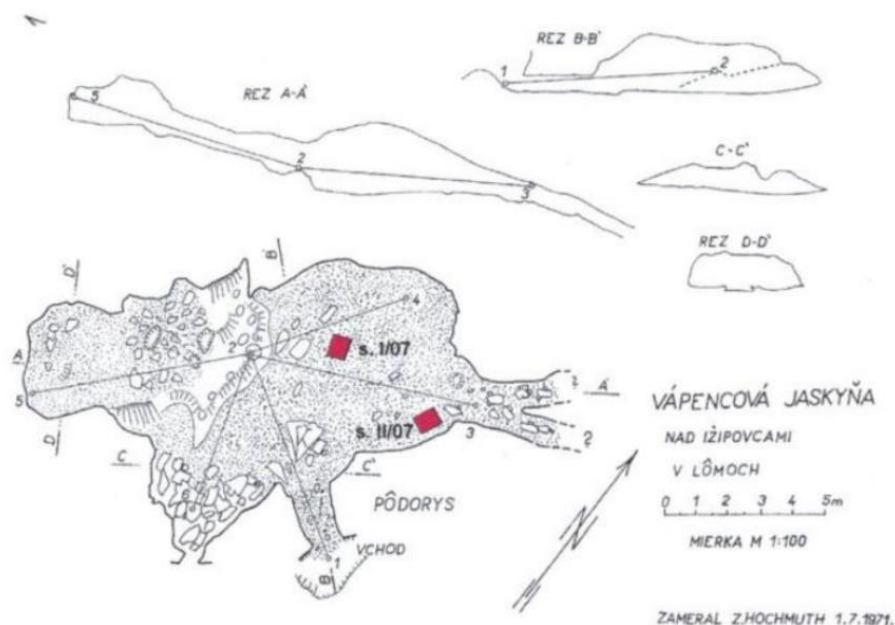 REZ A-A'
5
2
3
REZ B-B'
1
2
C-C'
REZ D-D'
D'
B'
A
5
2
4
s. I/07
s. II/07
3
?
?
A'
D
C
C'
6
1
B
PÔDORYS
VCHOD
VÁPENCOVÁ JASKYŇA
NAD IŽIPOVCAMI
V LÔMOCH
0 1 2 3 4 5m
MIERKA M 1:100
ZAMERAL Z.HOCHMUTH 1.7.1971.